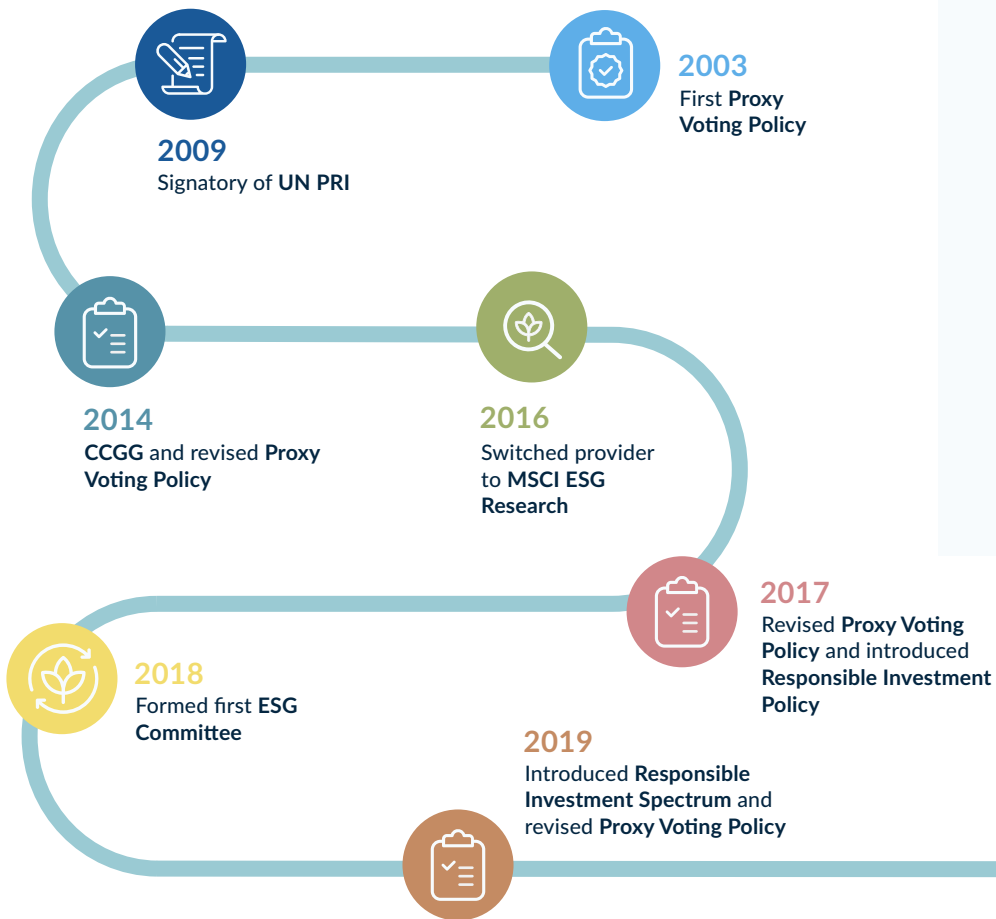 2003
First Proxy
Voting Policy
2009
Signatory of UN PRI
2014
CCGG and revised Proxy
Voting Policy
2016
Switched provider
to MSCI ESG
Research
2017
Revised Proxy Voting
Policy and introduced
Responsible Investment
Policy
2018
Formed first ESG
Committee
2019
Introduced Responsible
Investment Spectrum and
revised Proxy Voting Policy